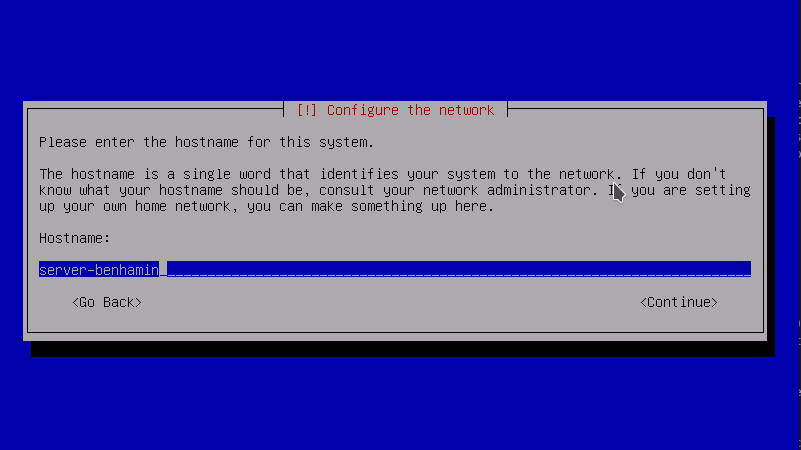 [!] Configure the network
Please enter the hostname for this system.
The hostname is a single word that identifies your system to the network. If you don't
know what your hostname should be, consult your network administrator. If you are setting
up your own home network, you can make something up here.
Hostname:
server-benhamin
<Go Back> <Continue>